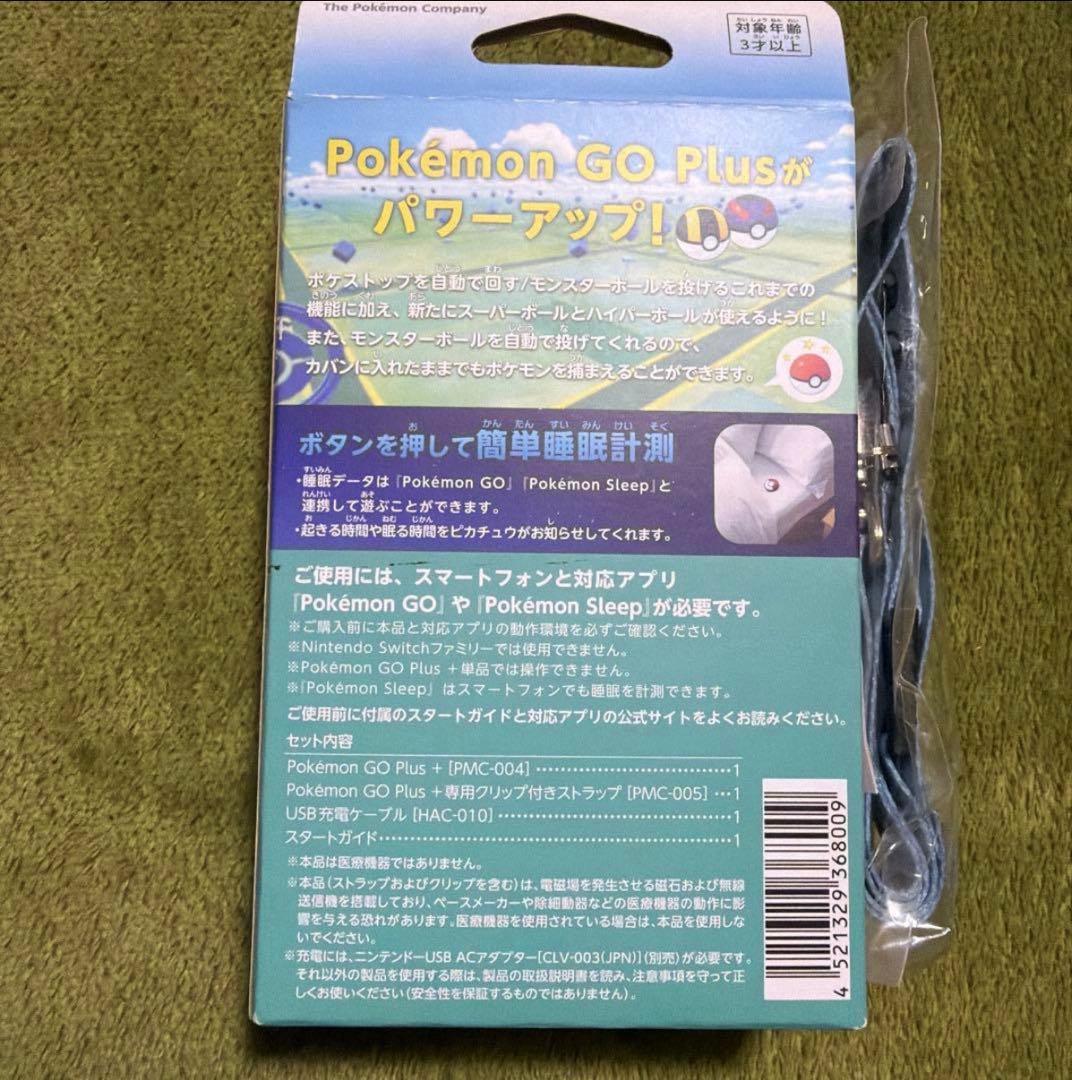 The Pokémon Company
対象年齢
3才以上
Pokémon GO Plusが
パワーアップ!
ポケストップを自動で回す/モンスターボールを投げるこれまでの
機能に加え、新たにスーパーボールとハイパーボールが使えるように!
また、モンスターボールを自動で投げてくれるので、
カバンに入れたままでもポケモンを捕まえることができます。
ボタンを押して簡単睡眠計測
・睡眠データは『Pokémon GO』『Pokémon Sleep』と
連携して遊ぶことができます。
・起きる時間や眠る時間をピカチュウがお知らせしてくれます。
ご使用には、スマートフォンと対応アプリ
『Pokémon GO』や『Pokémon Sleep』が必要です。
※ご購入前に本品と対応アプリの動作環境を必ずご確認ください。
※Nintendo Switchファミリーでは使用できません。
※Pokémon GO Plus +単品では操作できません。
※『Pokémon Sleep』はスマートフォンでも睡眠を計測できます。
ご使用前に付属のスタートガイドと対応アプリの公式サイトをよくお読みください。
セット内容
Pokémon GO Plus + [PMC-004] ‥‥‥‥‥‥‥‥‥‥‥1
Pokémon GO Plus +専用クリップ付きストラップ [PMC-005] ‥‥1
USB充電ケーブル [HAC-010] ‥‥‥‥‥‥‥‥‥‥‥‥‥1
スタートガイド‥‥‥‥‥‥‥‥‥‥‥‥‥‥‥‥‥‥‥1
※本品は医療機器ではありません。
※本品(ストラップおよびクリップを含む)は、電磁場を発生させる磁石および無線
送信機を搭載しており、ペースメーカーや除細動器などの医療機器の動作に影
響を与える恐れがあります。医療機器を使用されている場合は、本品を使用しな
いでください。
※充電には、ニンテンドーUSB ACアダプター[CLV-003(JPN)](別売)が必要です。
それ以外の製品を使用する際は、製品の取扱説明書を読み、注意事項を守って正
しくお使いください(安全性を保証するものではありません)。
4 521329 368009